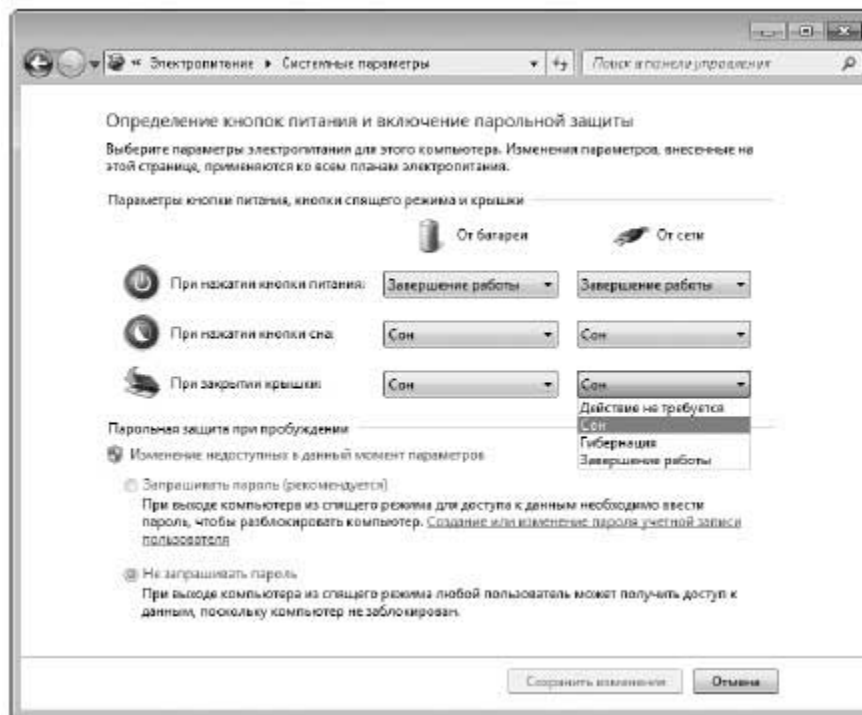 « Электропитание ▸ Системные параметры
Поиск в панели управления
Определение кнопок питания и включение парольной защиты
Выберите параметры электропитания для этого компьютера. Изменения параметров, внесенные на
этой странице, применяются ко всем планам электропитания.
Параметры кнопки питания, кнопки спящего режима и крышки
От батареи
От сети
При нажатии кнопки питания: Завершение работы Завершение работы
При нажатии кнопки сна: Сон Сон
При закрытии крышки: Сон Сон
Действие не требуется
Сон
Гибернация
Завершение работы
Парольная защита при пробуждении
Изменение недоступных в данный момент параметров
Запрашивать пароль (рекомендуется)
При выходе компьютера из спящего режима для доступа к данным необходимо ввести
пароль, чтобы разблокировать компьютер. Создание или изменение пароля учетной записи
пользователя
Не запрашивать пароль
При выходе компьютера из спящего режима любой пользователь может получить доступ к
данным, поскольку компьютер не заблокирован.
Сохранить изменения
Отмена